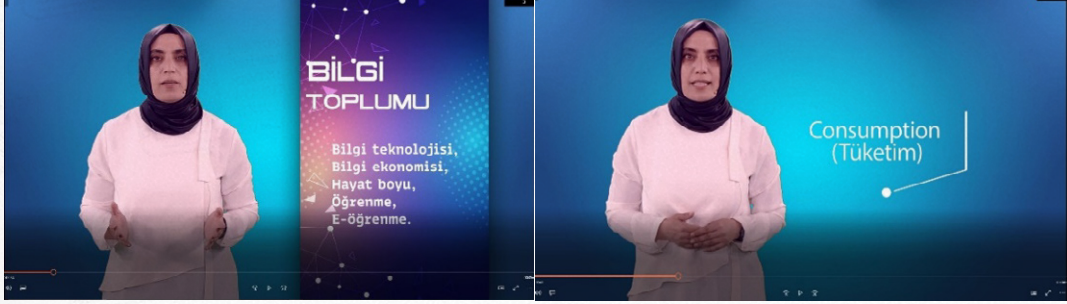 BİLGİ
TOPLUMU
Bilgi teknolojisi,
Bilgi ekonomisi,
Hayat boyu,
Öğrenme,
E-öğrenme.
Consumption
(Tüketim)